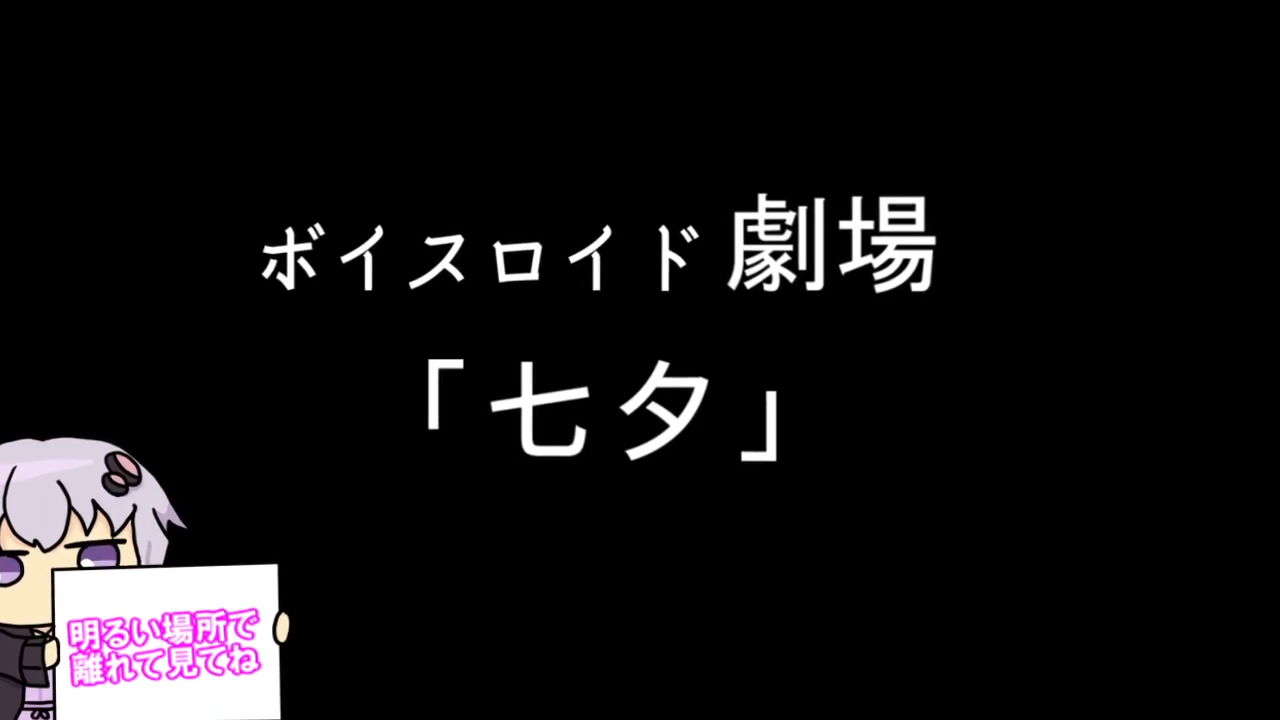 ボイスロイド劇場
「七夕」
明るい場所で
離れて見てね